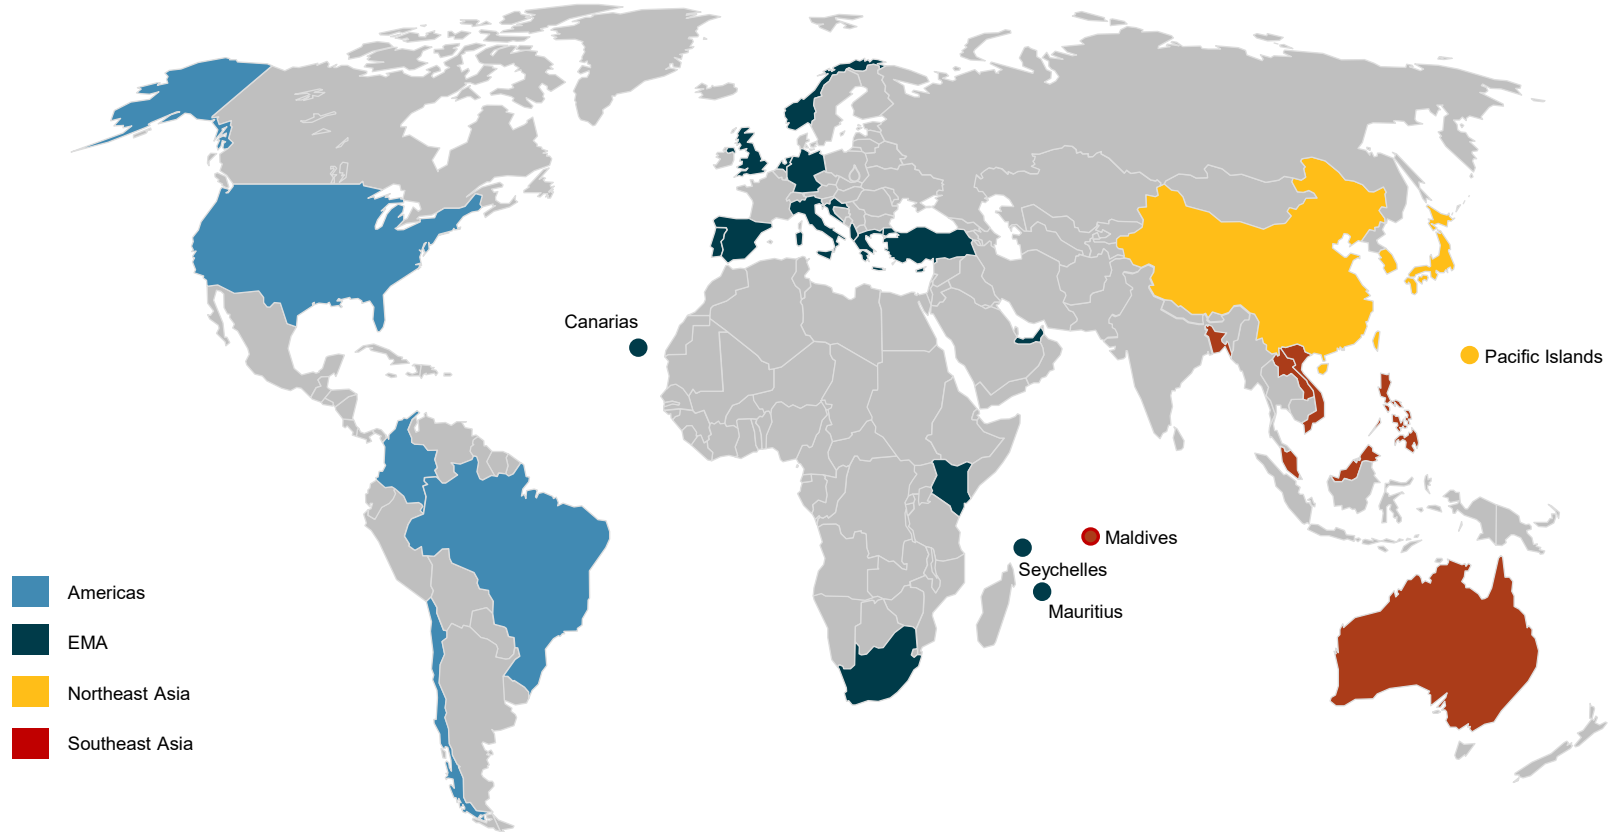 Canarias
Pacific Islands
Maldives
Seychelles
Mauritius
Americas
EMA
Northeast Asia
Southeast Asia